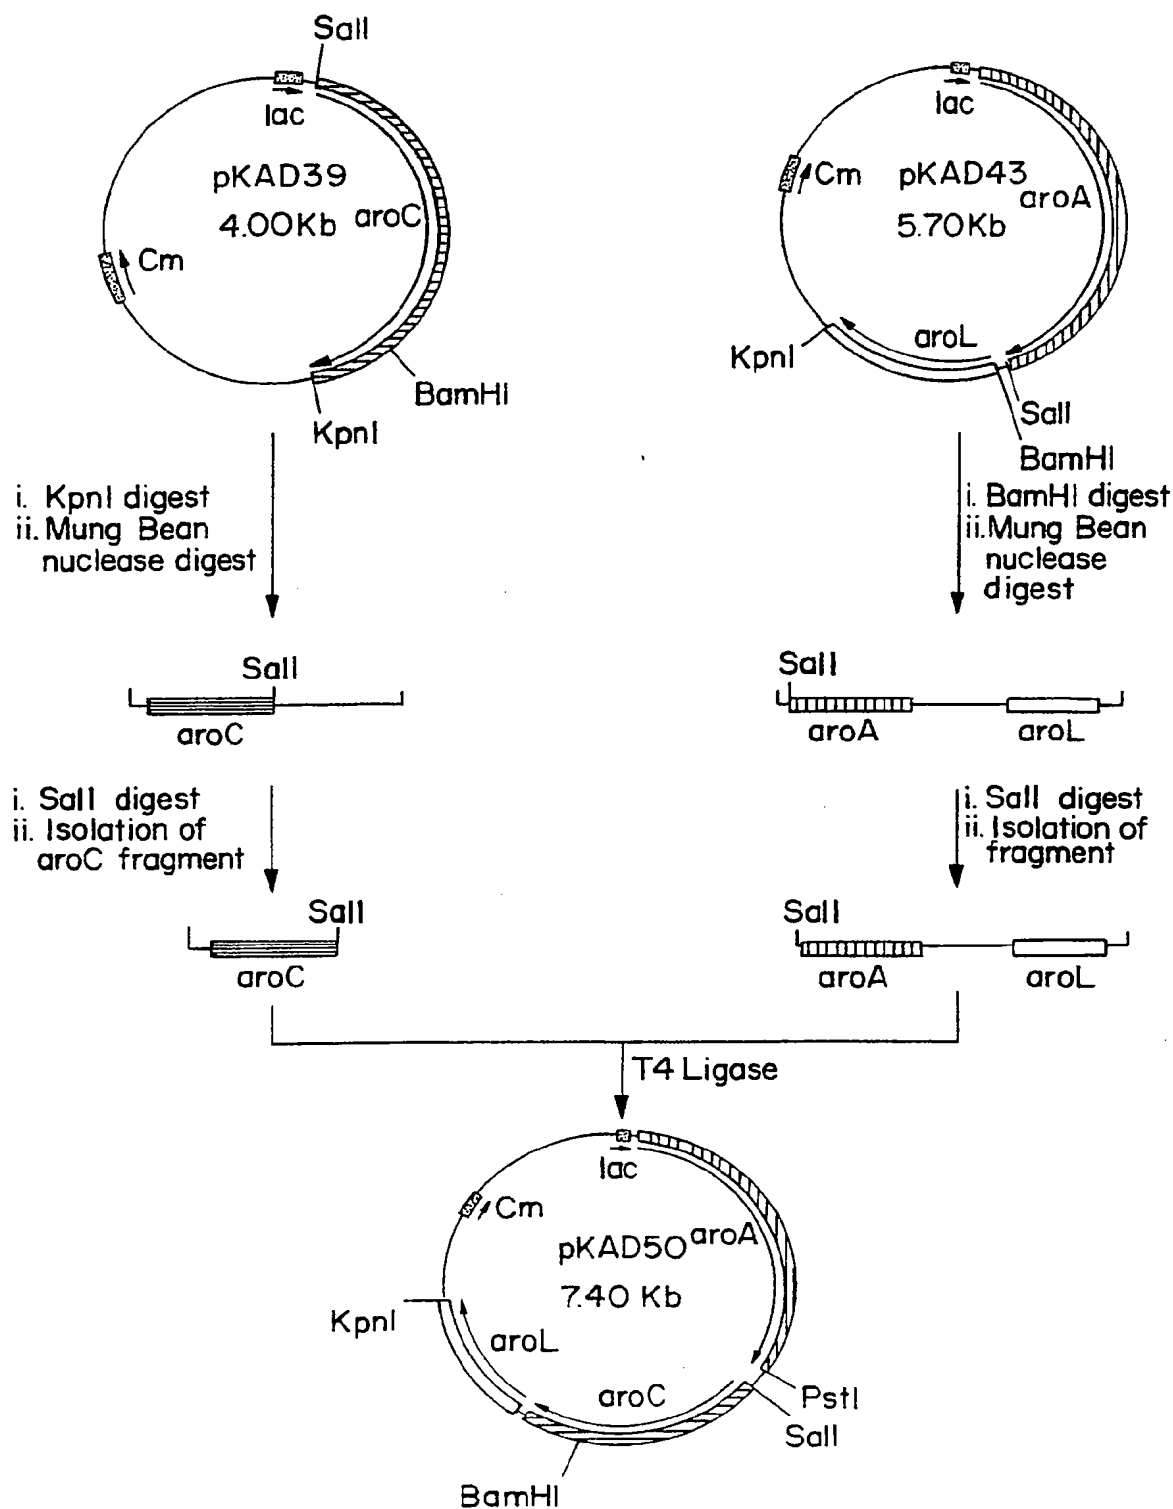 SalI
lac
pKAD39
4.00Kb
aroC
Cm
BamHI
KpnI
lac
Cm
pKAD43
5.70Kb
aroA
aroL
KpnI
SalI
BamHI
i. KpnI digest
ii. Mung Bean
nuclease digest
i. BamHI digest
ii. Mung Bean
nuclease
digest
SalI
aroC
SalI
aroA
aroL
i. SalI digest
ii. Isolation of
aroC fragment
i. SalI digest
ii. Isolation of
fragment
SalI
aroC
SalI
aroA
aroL
T4 Ligase
lac
Cm
pKAD50
7.40 Kb
aroA
KpnI
aroL
aroC
PstI
SalI
BamHI